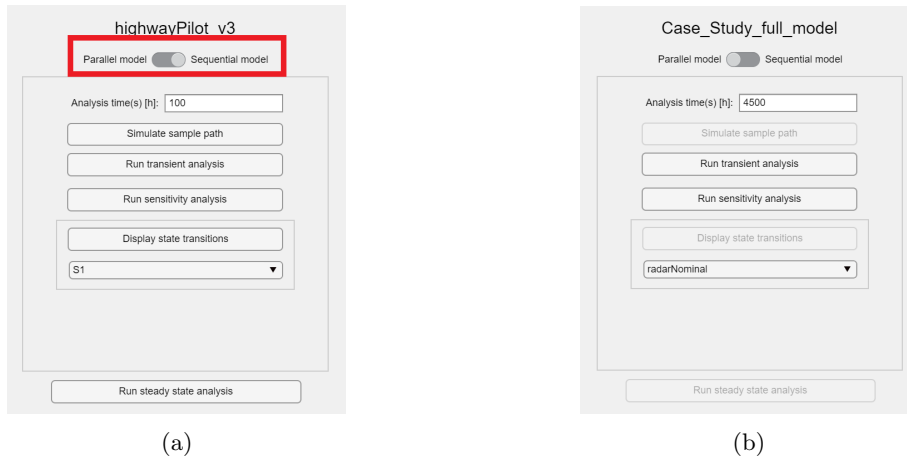 highwayPilot_v3
Parallel model Sequential model
Analysis time(s) [h]: 100
Simulate sample path
Run transient analysis
Run sensitivity analysis
Display state transitions
S1
Run steady state analysis
(a)
Case_Study_full_model
Parallel model Sequential model
Analysis time(s) [h]: 4500
Simulate sample path
Run transient analysis
Run sensitivity analysis
Display state transitions
radarNominal
Run steady state analysis
(b)